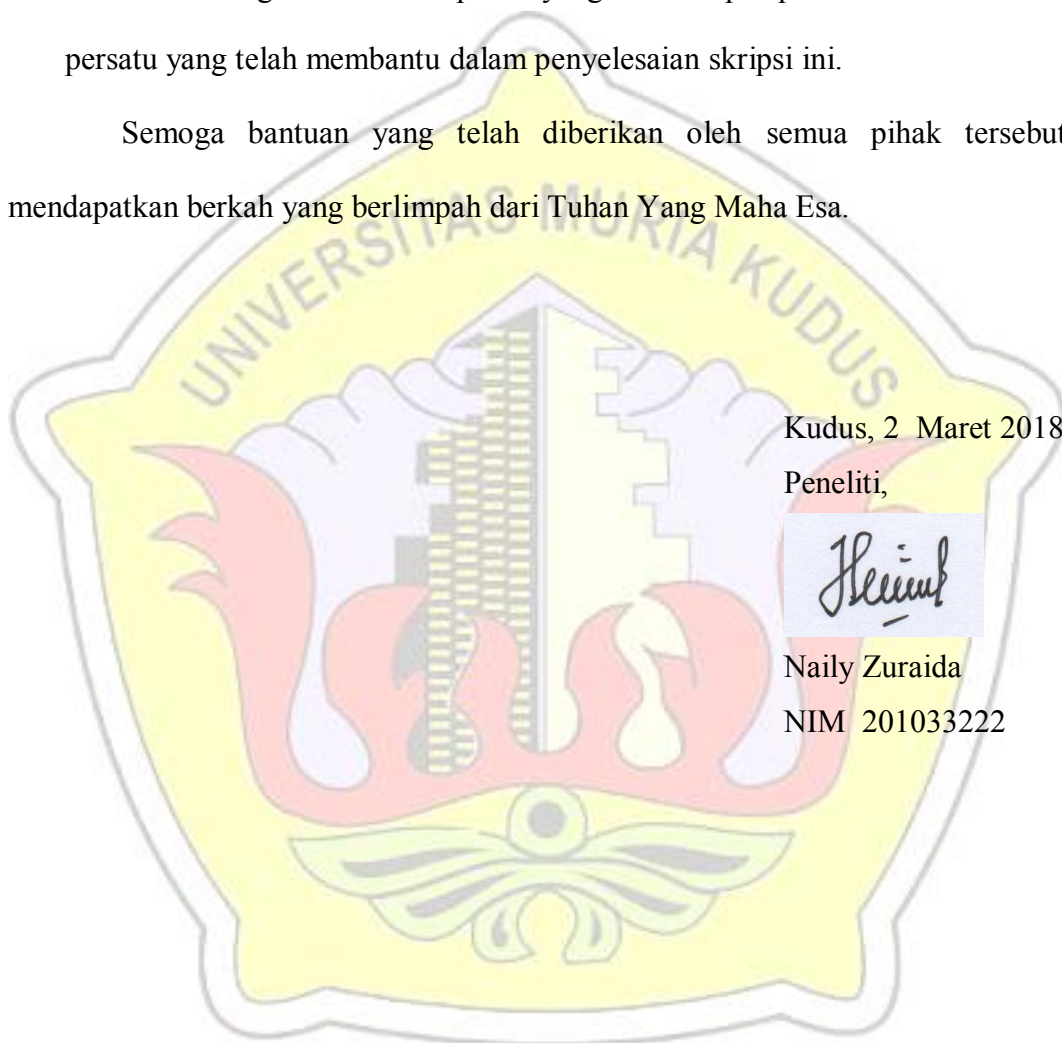 persatu yang telah membantu dalam penyelesaian skripsi ini.
Semoga bantuan yang telah diberikan oleh semua pihak tersebut
mendapatkan berkah yang berlimpah dari Tuhan Yang Maha Esa.
UNIVERSITAS MURIA KUDUS
Kudus, 2 Maret 2018
Peneliti,
Naily Zuraida
NIM 201033222